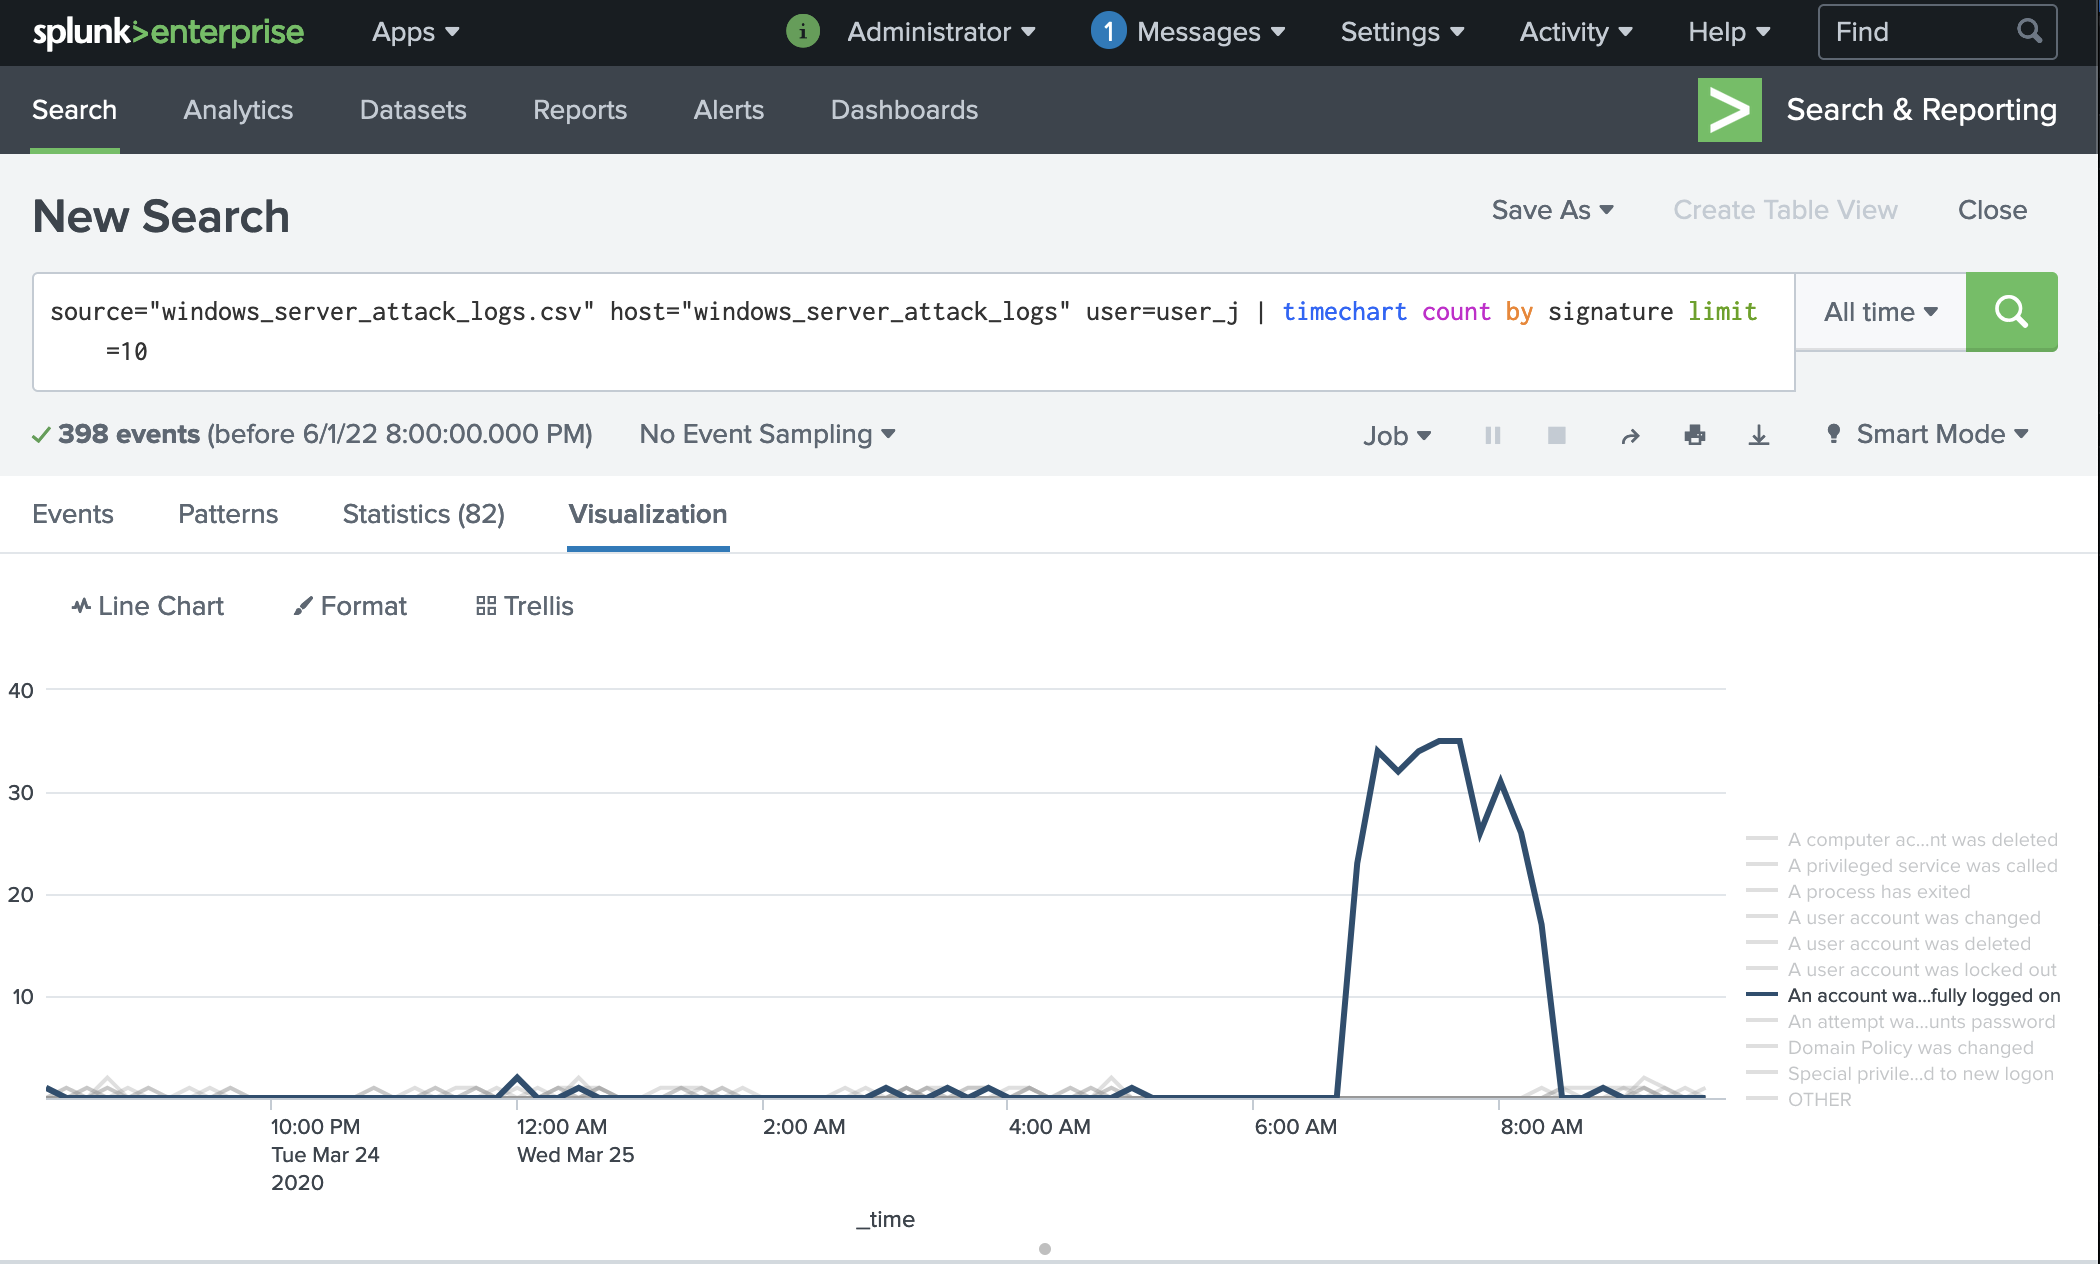 splunk>enterprise Apps i Administrator 1 Messages Settings Activity Help Find
Search Analytics Datasets Reports Alerts Dashboards > Search & Reporting
New Search Save As Create Table View Close
source="windows_server_attack_logs.csv" host="windows_server_attack_logs" user=user_j | timechart count by signature limit
=10
All time
398 events (before 6/1/22 8:00:00.000 PM) No Event Sampling Job Smart Mode
Events Patterns Statistics (82) Visualization
Line Chart Format Trellis
40
30
20
10
A computer ac...nt was deleted
A privileged service was called
A process has exited
A user account was changed
A user account was deleted
A user account was locked out
An account wa...fully logged on
An attempt wa...unts password
Domain Policy was changed
Special privile...d to new logon
OTHER
10:00 PM 12:00 AM 2:00 AM 4:00 AM 6:00 AM 8:00 AM
Tue Mar 24 Wed Mar 25
2020
_time